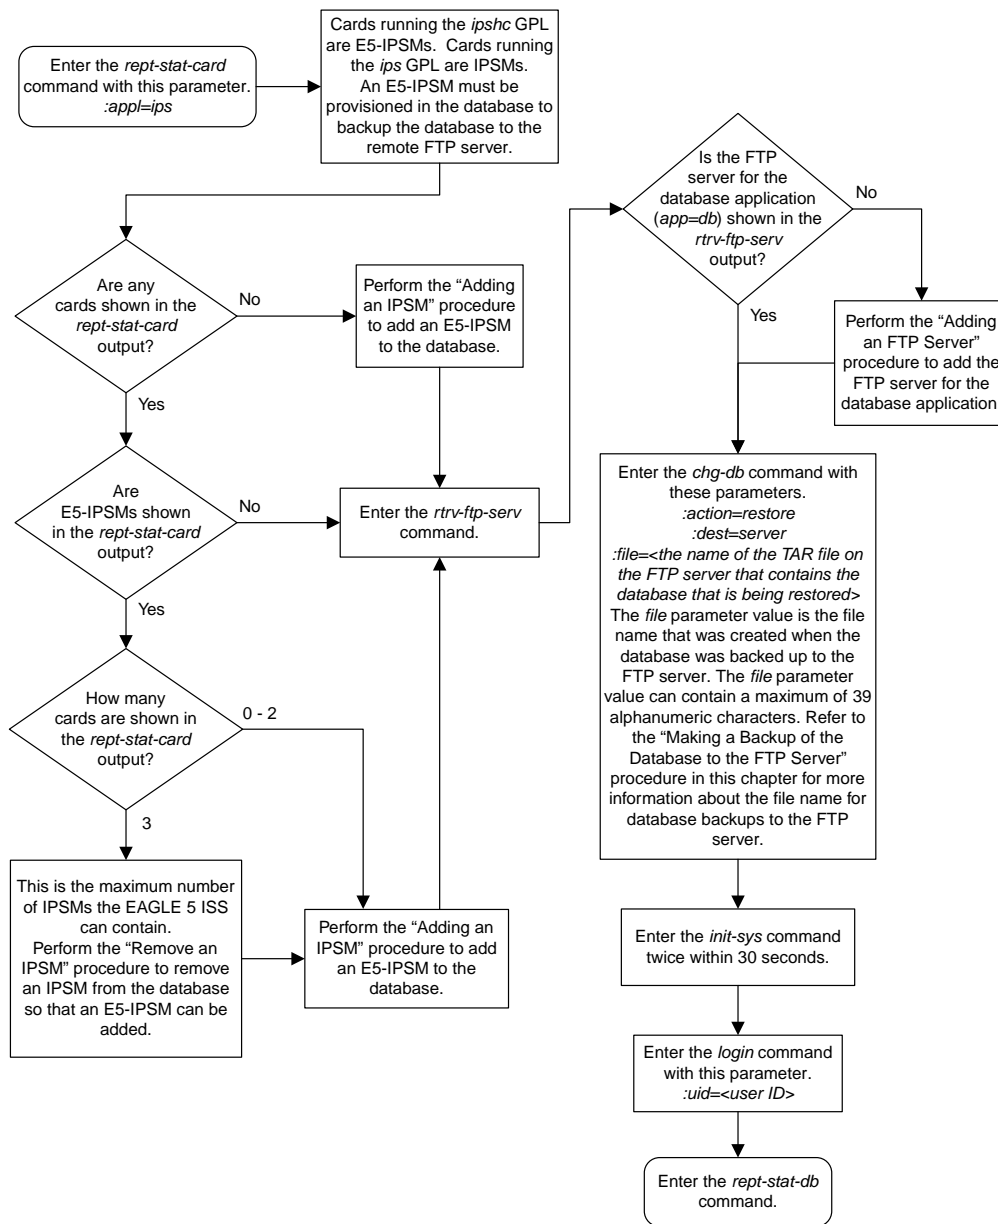 Enter the rept-stat-card
command with this parameter.
:appl=ips
Cards running the ipshc GPL
are E5-IPSMs.  Cards running
the ips GPL are IPSMs.
An E5-IPSM must be
provisioned in the database to
backup the database to the
remote FTP server.
Are any
cards shown in the
rept-stat-card
output?
No
Yes
Perform the “Adding
an IPSM” procedure
to add an E5-IPSM
to the database.
Are
E5-IPSMs shown
in the rept-stat-card
output?
No
Yes
Enter the rtrv-ftp-serv
command.
How many
cards are shown in
the rept-stat-card
output?
0 - 2
3
This is the maximum number
of IPSMs the EAGLE 5 ISS
can contain.
Perform the “Remove an
IPSM” procedure to remove
an IPSM from the database
so that an E5-IPSM can be
added.
Perform the “Adding an
IPSM” procedure to add
an E5-IPSM to the
database.
Is the FTP
server for the
database application
(app=db) shown in the
rtrv-ftp-serv
output?
No
Yes
Perform the “Adding
an FTP Server”
procedure to add the
FTP server for the
database application
Enter the chg-db command with
these parameters.
:action=restore
:dest=server
:file=<the name of the TAR file on
the FTP server that contains the
database that is being restored>
The file parameter value is the file
name that was created when the
database was backed up to the
FTP server. The file parameter
value can contain a maximum of 39
alphanumeric characters. Refer to
the “Making a Backup of the
Database to the FTP Server”
procedure in this chapter for more
information about the file name for
database backups to the FTP
server.
Enter the init-sys command
twice within 30 seconds.
Enter the login command
with this parameter.
:uid=<user ID>
Enter the rept-stat-db
command.